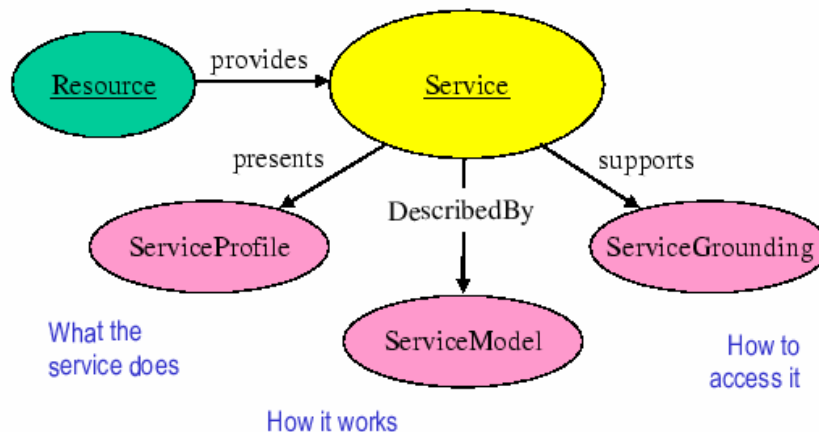 provides
Resource
Service
presents
supports
DescribedBy
ServiceProfile
ServiceGrounding
What the
service does
ServiceModel
How to
access it
How it works